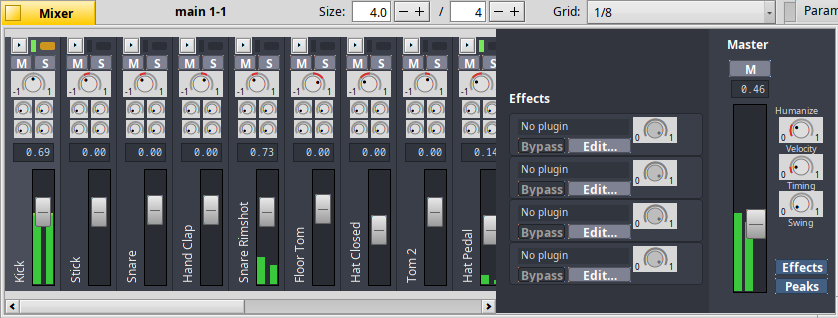 Mixer
main 1-1
Size: 4.0 / 4
Grid: 1/8
Param
M S
M S
M S
M S
M S
M S
M S
M S
M S
-1 1
-1 1
-1 1
-1 1
-1 1
-1 1
-1 1
-1 1
-1
0.69
0.00
0.00
0.00
0.73
0.00
0.00
0.00
0.14
Kick
Stick
Snare
Hand Clap
Snare Rimshot
Floor Tom
Hat Closed
Tom 2
Hat Pedal
Effects
No plugin
Bypass Edit...
0 1
No plugin
Bypass Edit...
0 1
No plugin
Bypass Edit...
0 1
No plugin
Bypass Edit...
0 1
Master
M
0.46
Humanize
0 1
Velocity
0 1
Timing
0 1
Swing
Effects
Peaks